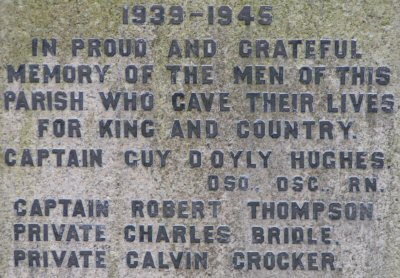 1939-1945
IN PROUD AND GRATEFUL
MEMORY OF THE MEN OF THIS
PARISH WHO GAVE THEIR LIVES
FOR KING AND COUNTRY.
CAPTAIN GUY D'OYLY HUGHES.
DSO., DSC., RN.
CAPTAIN ROBERT THOMPSON.
PRIVATE CHARLES BRIDLE.
PRIVATE CALVIN CROCKER.